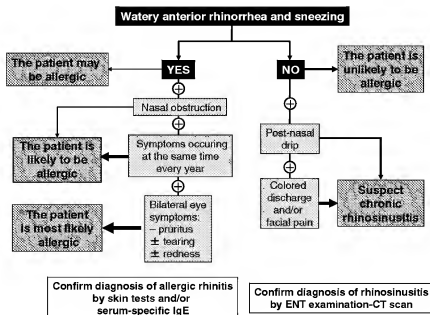 Watery anterior rhinorrhea and sneezing
The patient may
be allergic
YES
NO
The patient is
unlikely to be
allergic
Nasal obstruction
The patient is
likely to be
allergic
Symptoms occuring
at the same time
every year
Post-nasal
drip
The patient
is most likely
allergic
Bilateral eye
symptoms:
– pruritus
± tearing
± redness
Colored
discharge
and/or
facial pain
Suspect
chronic
rhinosinusitis
Confirm diagnosis of allergic rhinitis
by skin tests and/or
serum-specific IgE
Confirm diagnosis of rhinosinusitis
by ENT examination-CT scan